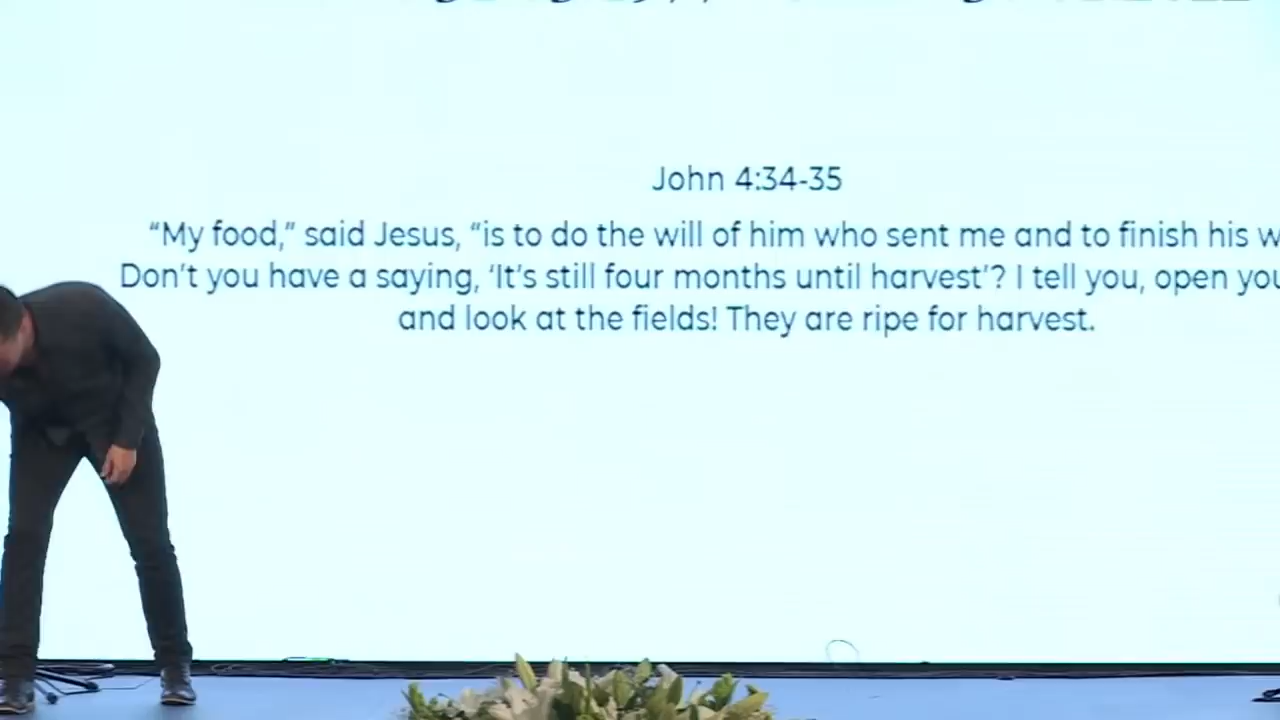 John 4:34-35
“My food,” said Jesus, “is to do the will of him who sent me and to finish his
Don’t you have a saying, ‘It’s still four months until harvest’? I tell you, open
and look at the fields! They are ripe for harvest.